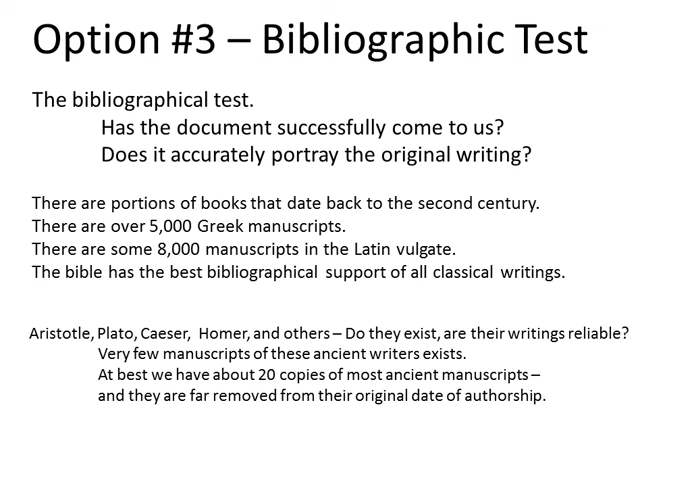 Option #3 – Bibliographic Test
The bibliographical test.
Has the document successfully come to us?
Does it accurately portray the original writing?
There are portions of books that date back to the second century.
There are over 5,000 Greek manuscripts.
There are some 8,000 manuscripts in the Latin vulgate.
The bible has the best bibliographical support of all classical writings.
Aristotle, Plato, Caeser, Homer, and others – Do they exist, are their writings reliable?
Very few manuscripts of these ancient writers exists.
At best we have about 20 copies of most ancient manuscripts –
and they are far removed from their original date of authorship.